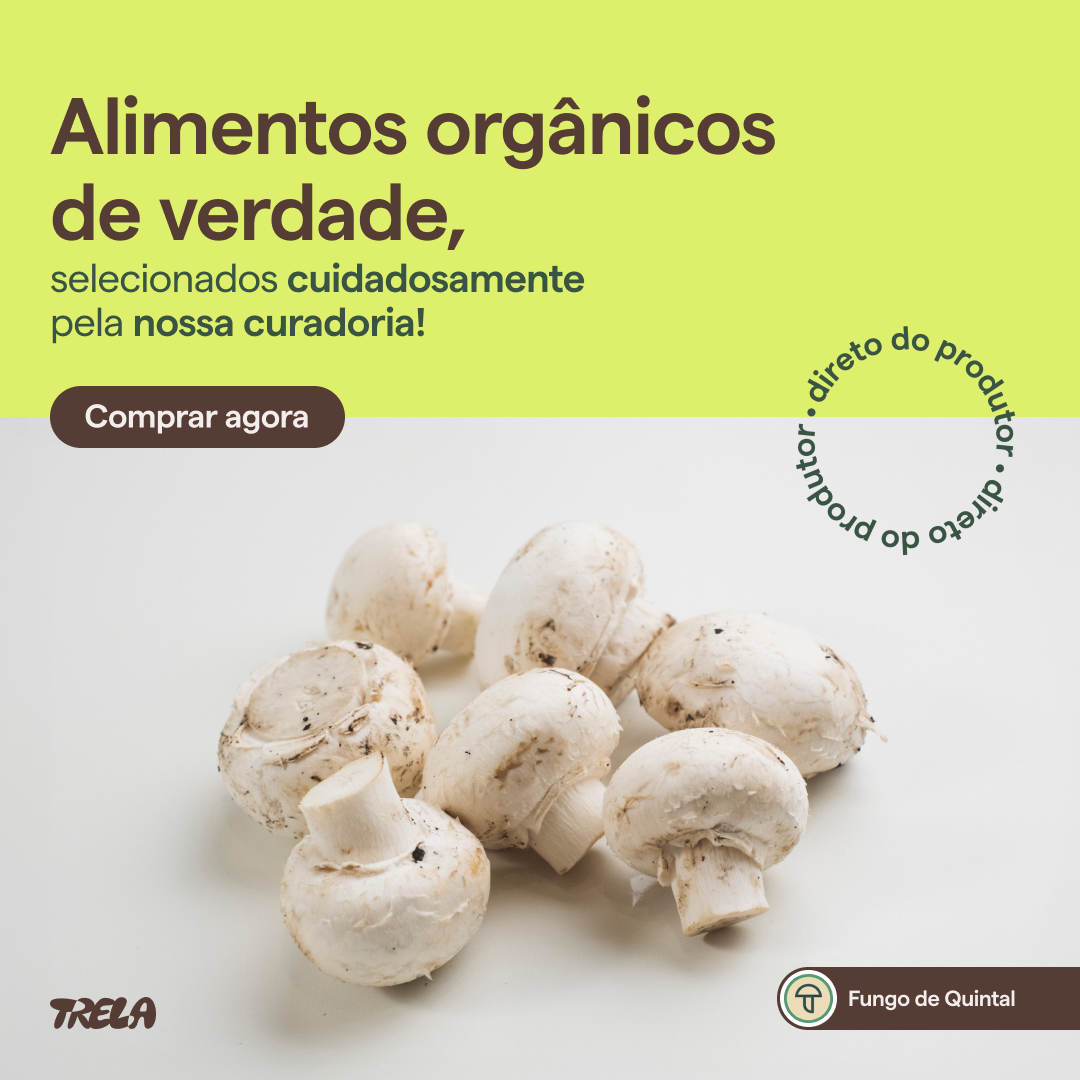 Alimentos orgânicos
de verdade,
selecionados cuidadosamente
pela nossa curadoria!
Comprar agora
direto do produtor • direto do produtor •
TRELA
Fungo de Quintal